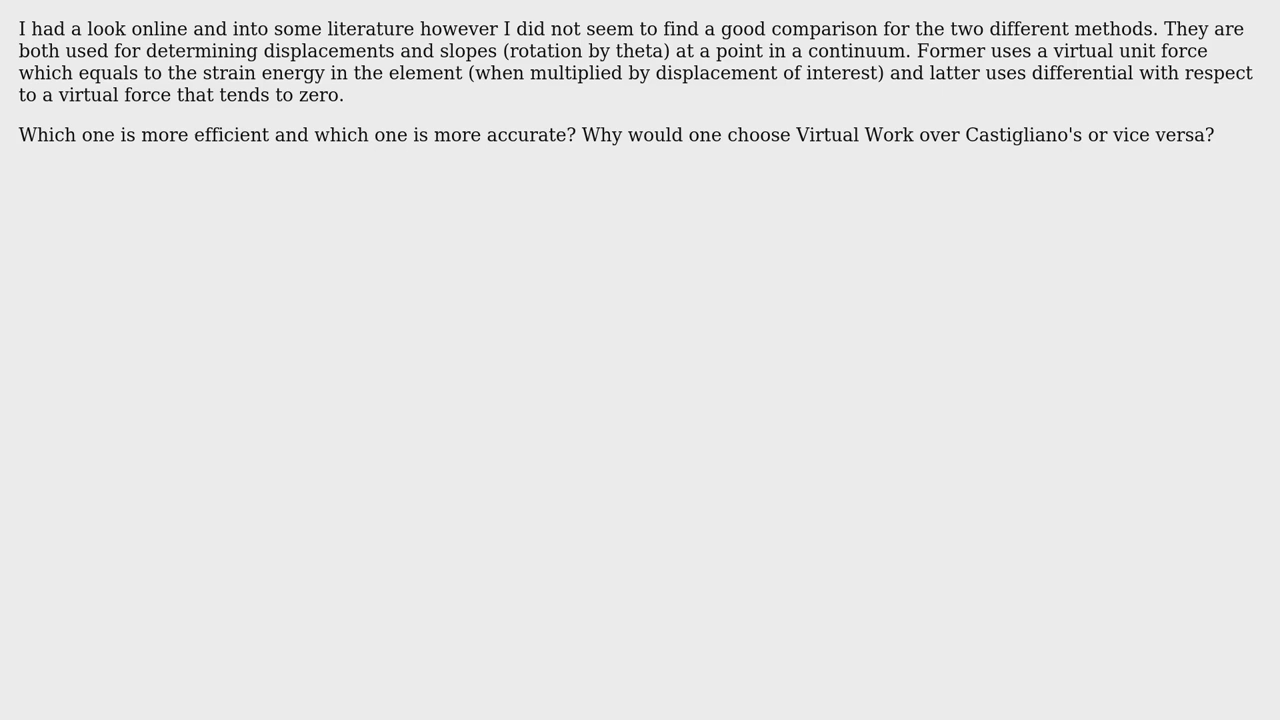 I had a look online and into some literature however I did not seem to find a good comparison for the two different methods. They are
both used for determining displacements and slopes (rotation by theta) at a point in a continuum. Former uses a virtual unit force
which equals to the strain energy in the element (when multiplied by displacement of interest) and latter uses differential with respect
to a virtual force that tends to zero.
Which one is more efficient and which one is more accurate? Why would one choose Virtual Work over Castigliano's or vice versa?